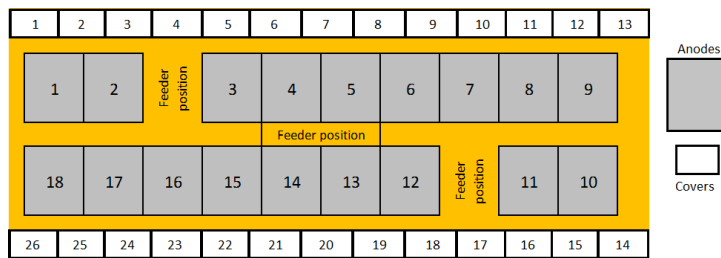 1 2 3 4 5 6 7 8 9 10 11 12 13
Anodes
1 2 Feeder position 3 4 5 6 7 8 9
Feeder position
18 17 16 15 14 13 12 Feeder position 11 10
Covers
26 25 24 23 22 21 20 19 18 17 16 15 14